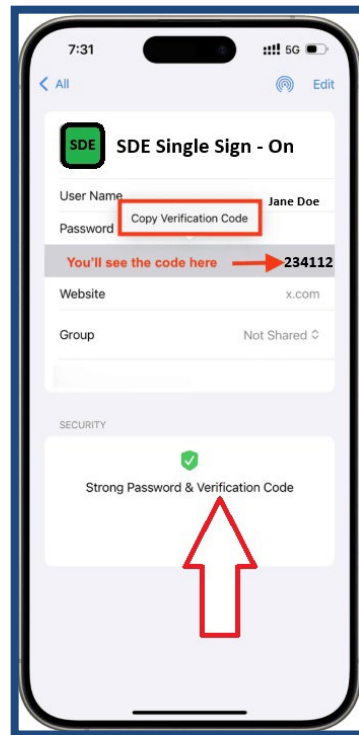 7:31 5G
All Edit
SDE SDE Single Sign - On
User Name Jane Doe
Copy Verification Code
Password
You'll see the code here 234112
Website x.com
Group Not Shared
SECURITY
Strong Password & Verification Code